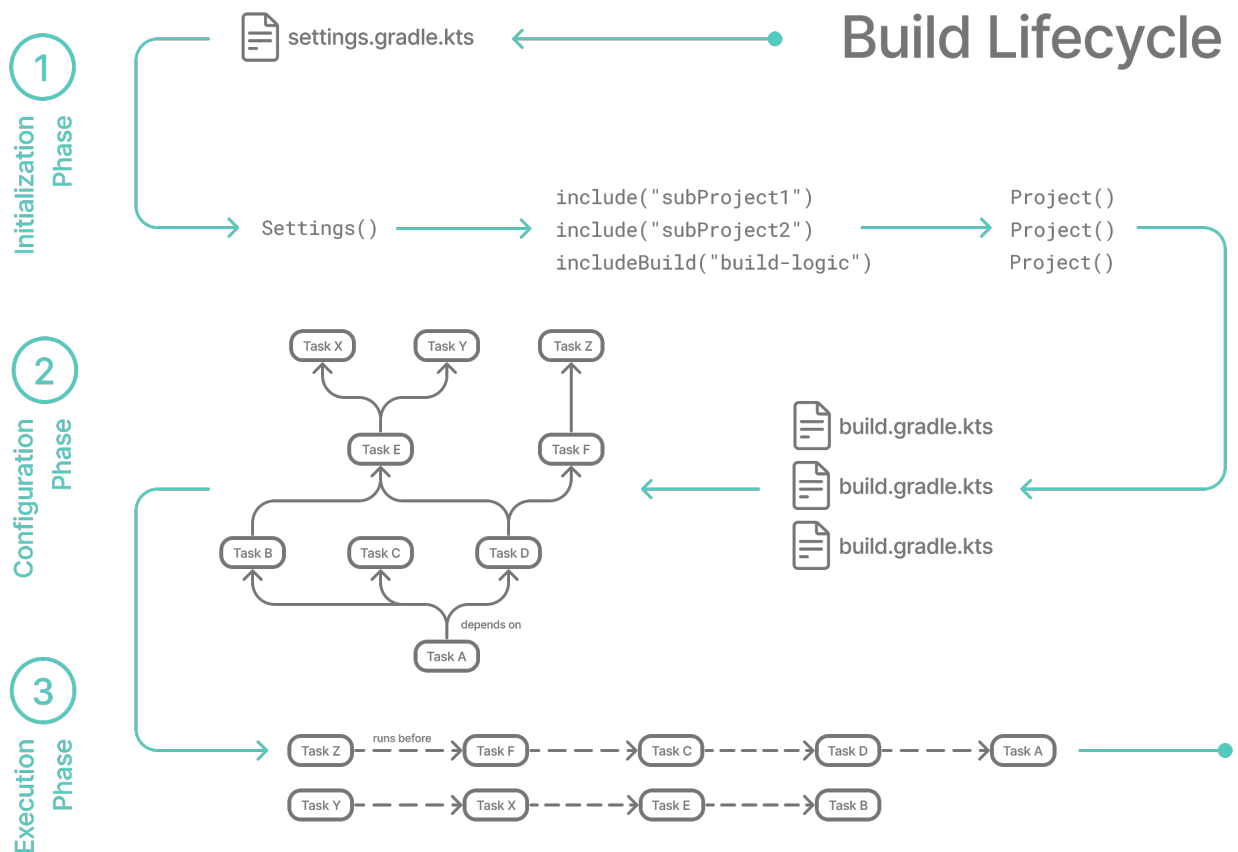 Build Lifecycle
1
Initialization
Phase
settings.gradle.kts
Settings()
include("subProject1")
include("subProject2")
includeBuild("build-logic")
Project()
Project()
Project()
2
Configuration
Phase
build.gradle.kts
build.gradle.kts
build.gradle.kts
Task X
Task Y
Task Z
Task E
Task F
Task B
Task C
Task D
depends on
Task A
3
Execution
Phase
Task Z
runs before
Task F
Task C
Task D
Task A
Task Y
Task X
Task E
Task B